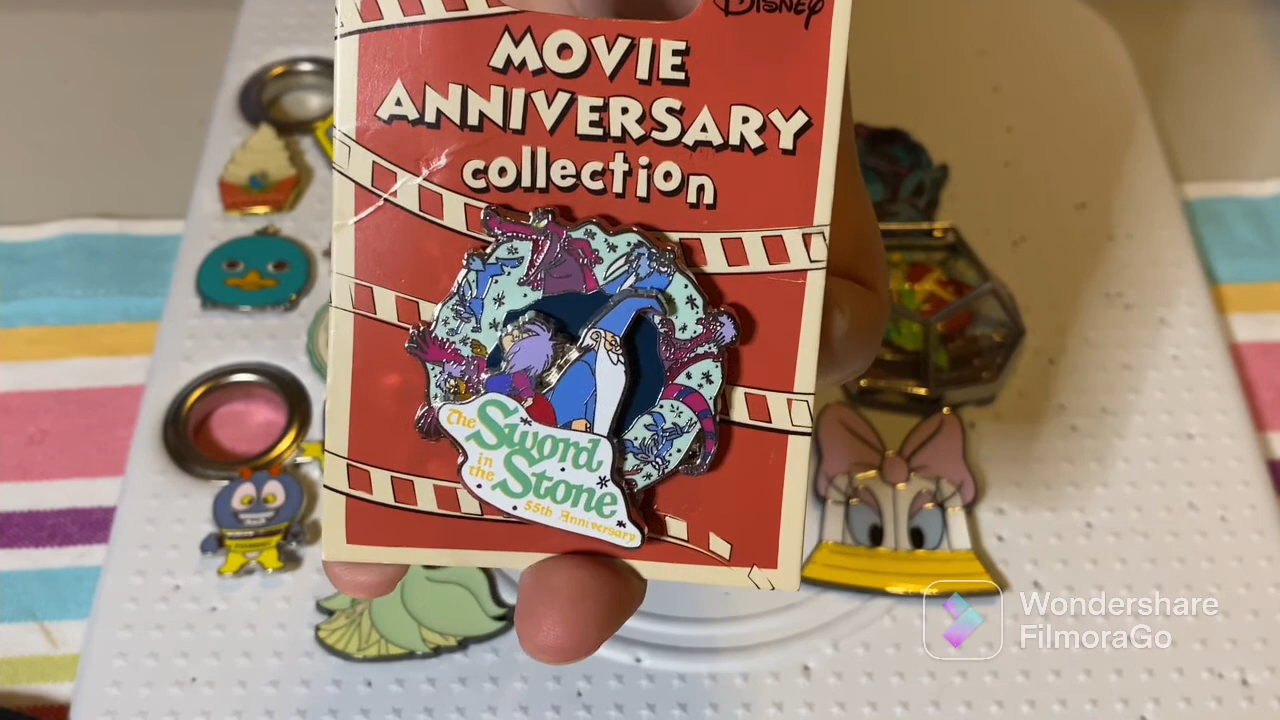 Disney
MOVIE
ANNIVERSARY
collection
The
Sword
in
the
Stone
55th Anniversary
Wondershare
FilmoraGo